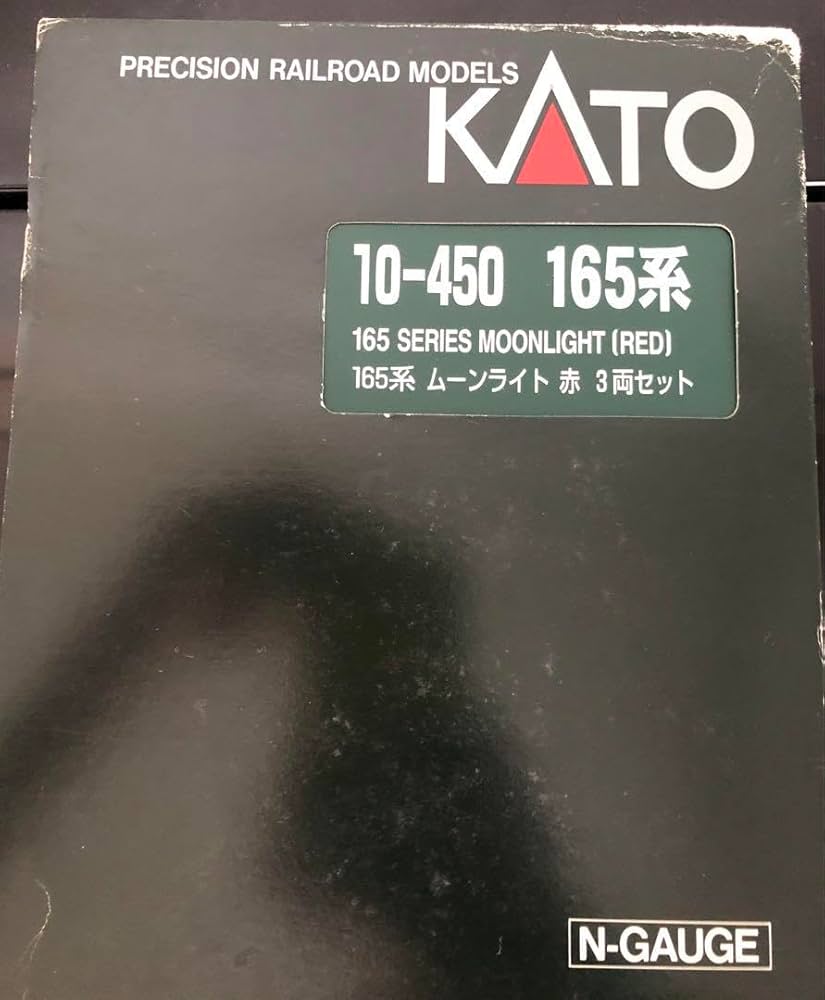 PRECISION RAILROAD MODELS
KATO
10-450 165系
165 SERIES MOONLIGHT (RED)
165系 ムーンライト 赤 3両セット
N-GAUGE